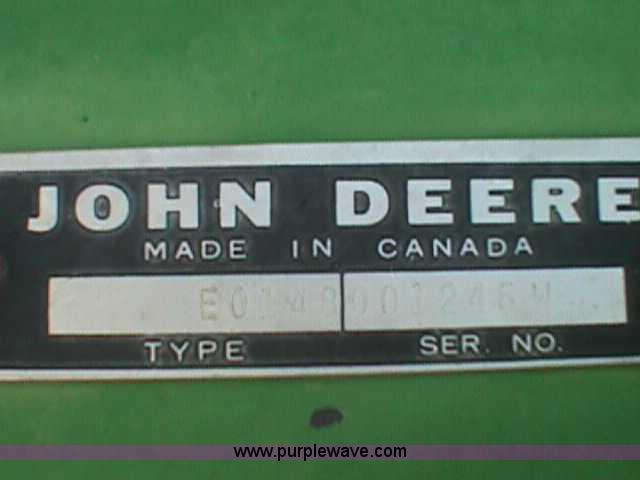 JOHN DEERE
MADE IN CANADA
TYPE SER. NO.
www.purplewave.com